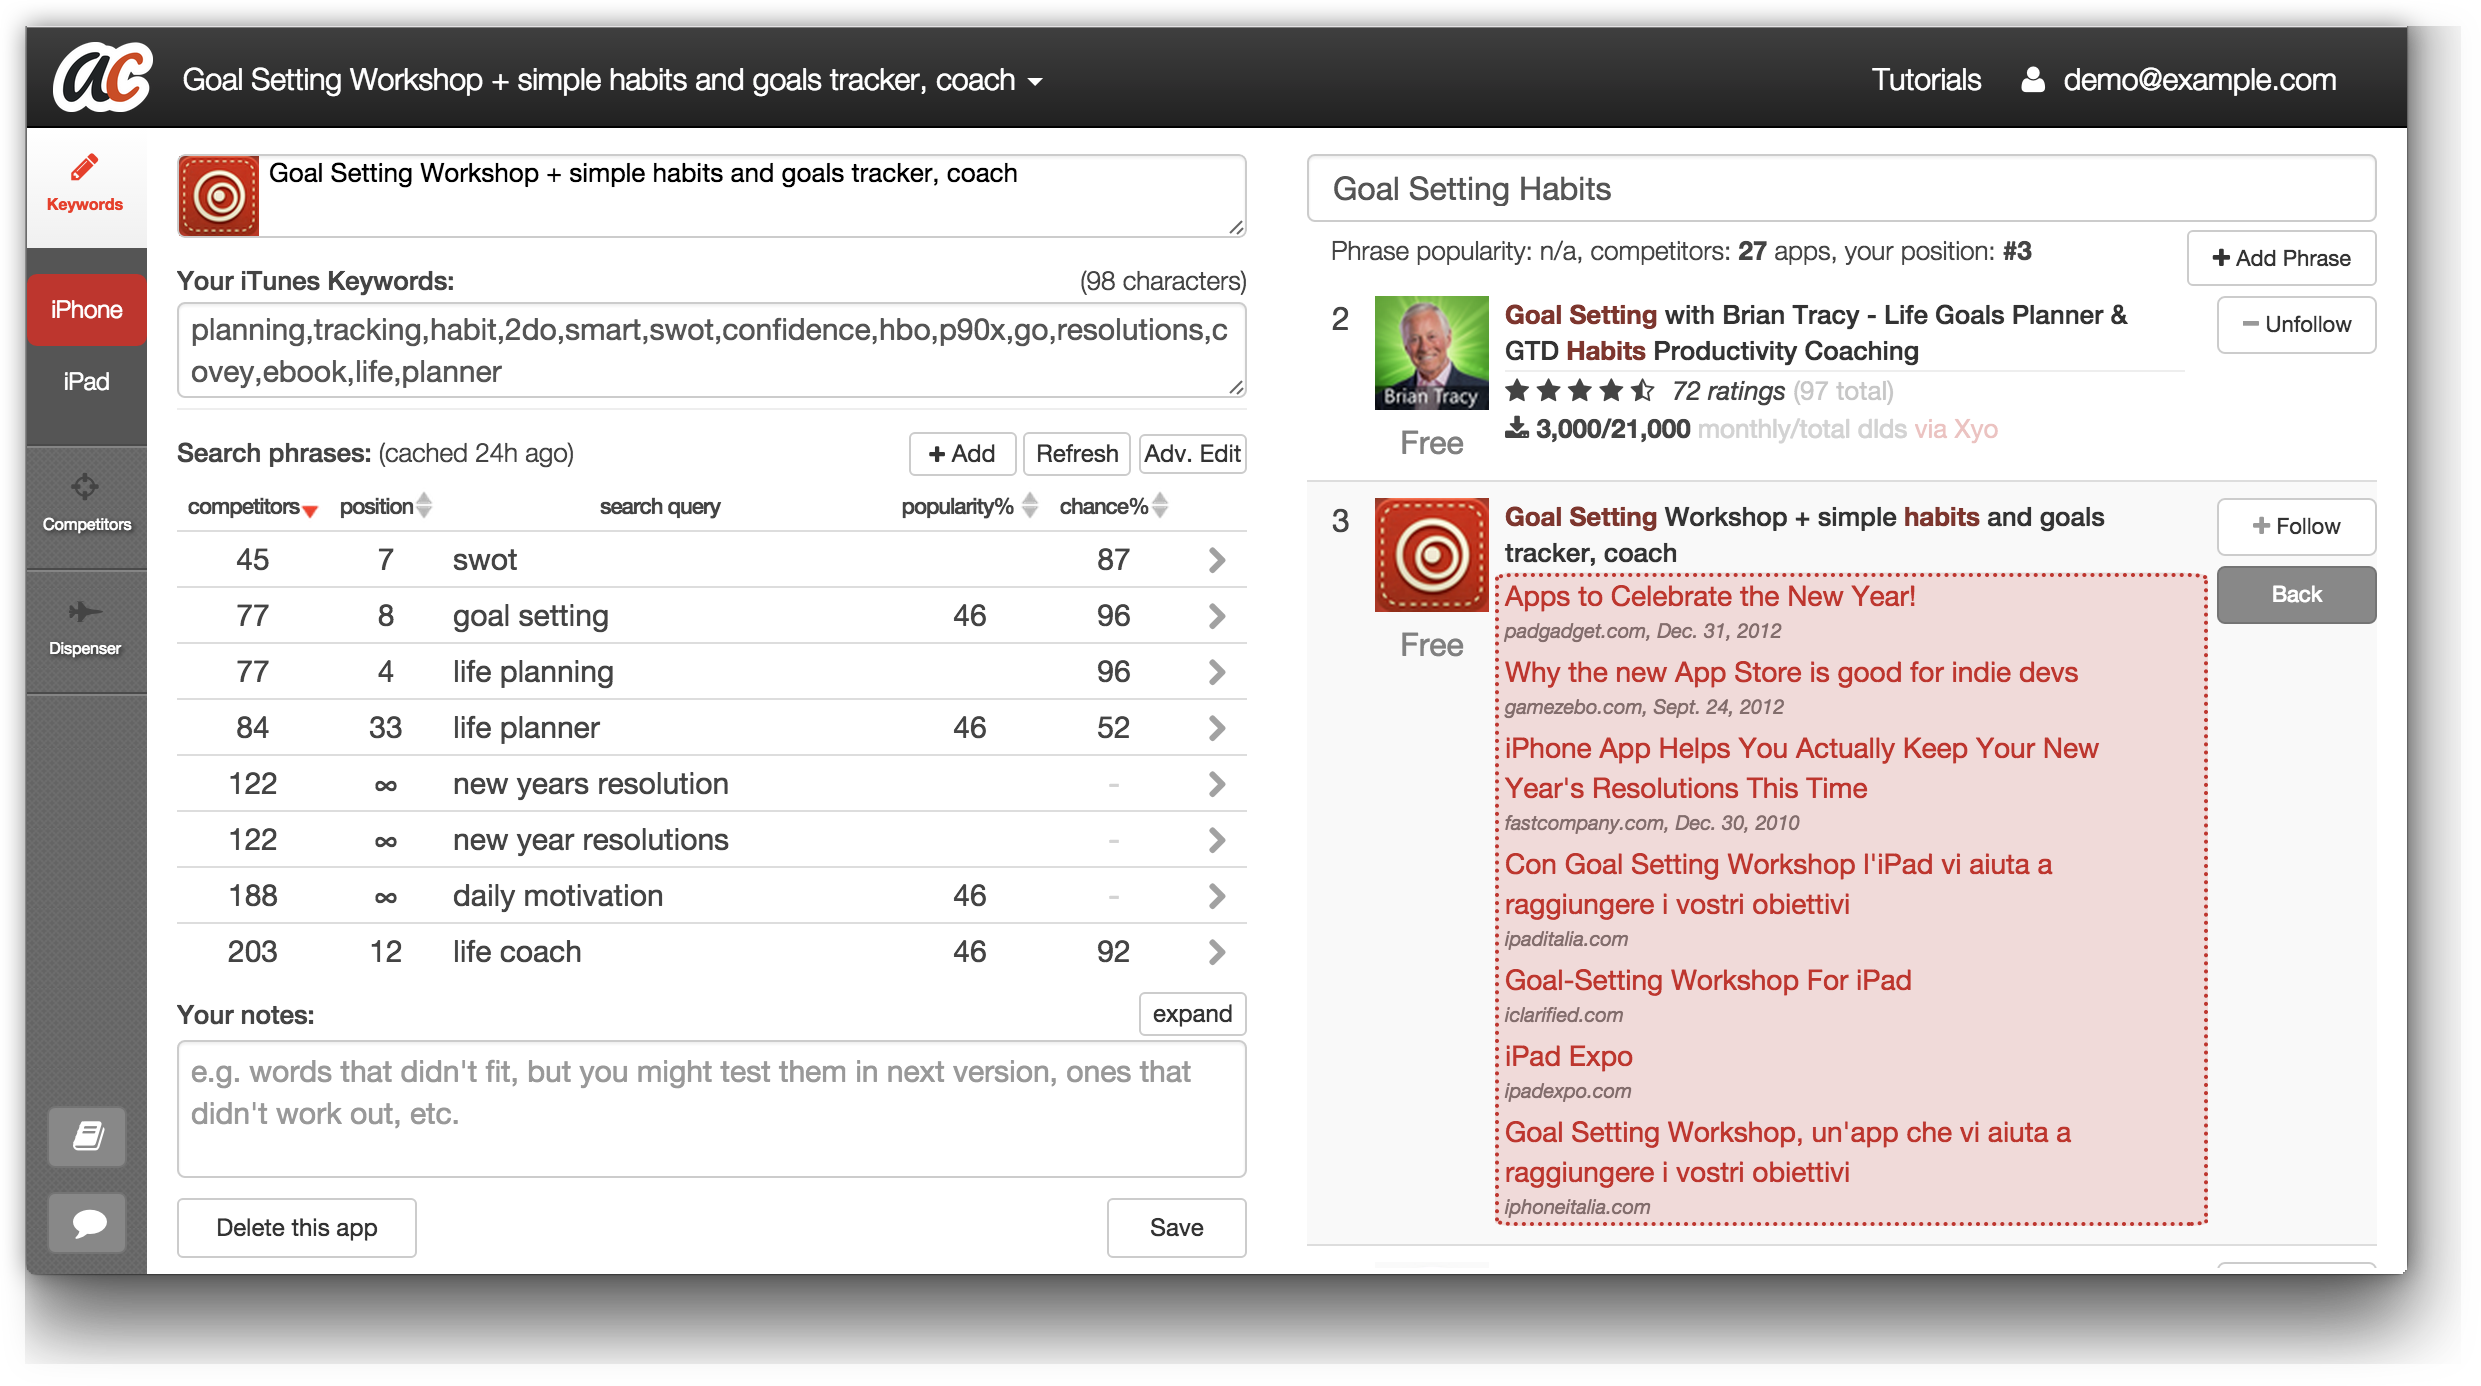 ac
Goal Setting Workshop + simple habits and goals tracker, coach
Tutorials
demo@example.com
Keywords
iPhone
iPad
Competitors
Dispenser
Goal Setting Workshop + simple habits and goals tracker, coach
Your iTunes Keywords:
(98 characters)
planning,tracking,habit,2do,smart,swot,confidence,hbo,p90x,go,resolutions,c
ovey,ebook,life,planner
Search phrases: (cached 24h ago)
+ Add
Refresh
Adv. Edit
competitors position search query popularity% chance%
45 7 swot 87
77 8 goal setting 46 96
77 4 life planning 96
84 33 life planner 46 52
122 ∞ new years resolution -
122 ∞ new year resolutions -
188 ∞ daily motivation 46 -
203 12 life coach 46 92
Your notes:
expand
e.g. words that didn't fit, but you might test them in next version, ones that
didn't work out, etc.
Delete this app
Save
Goal Setting Habits
Phrase popularity: n/a, competitors: 27 apps, your position: #3
+ Add Phrase
2
Brian Tracy
Free
Goal Setting with Brian Tracy - Life Goals Planner &
GTD Habits Productivity Coaching
72 ratings (97 total)
3,000/21,000 monthly/total dlds via Xyo
− Unfollow
3
Free
Goal Setting Workshop + simple habits and goals
tracker, coach
+ Follow
Back
Apps to Celebrate the New Year!
padgadget.com, Dec. 31, 2012
Why the new App Store is good for indie devs
gamezebo.com, Sept. 24, 2012
iPhone App Helps You Actually Keep Your New
Year's Resolutions This Time
fastcompany.com, Dec. 30, 2010
Con Goal Setting Workshop l'iPad vi aiuta a
raggiungere i vostri obiettivi
ipaditalia.com
Goal-Setting Workshop For iPad
iclarified.com
iPad Expo
ipadexpo.com
Goal Setting Workshop, un'app che vi aiuta a
raggiungere i vostri obiettivi
iphoneitalia.com